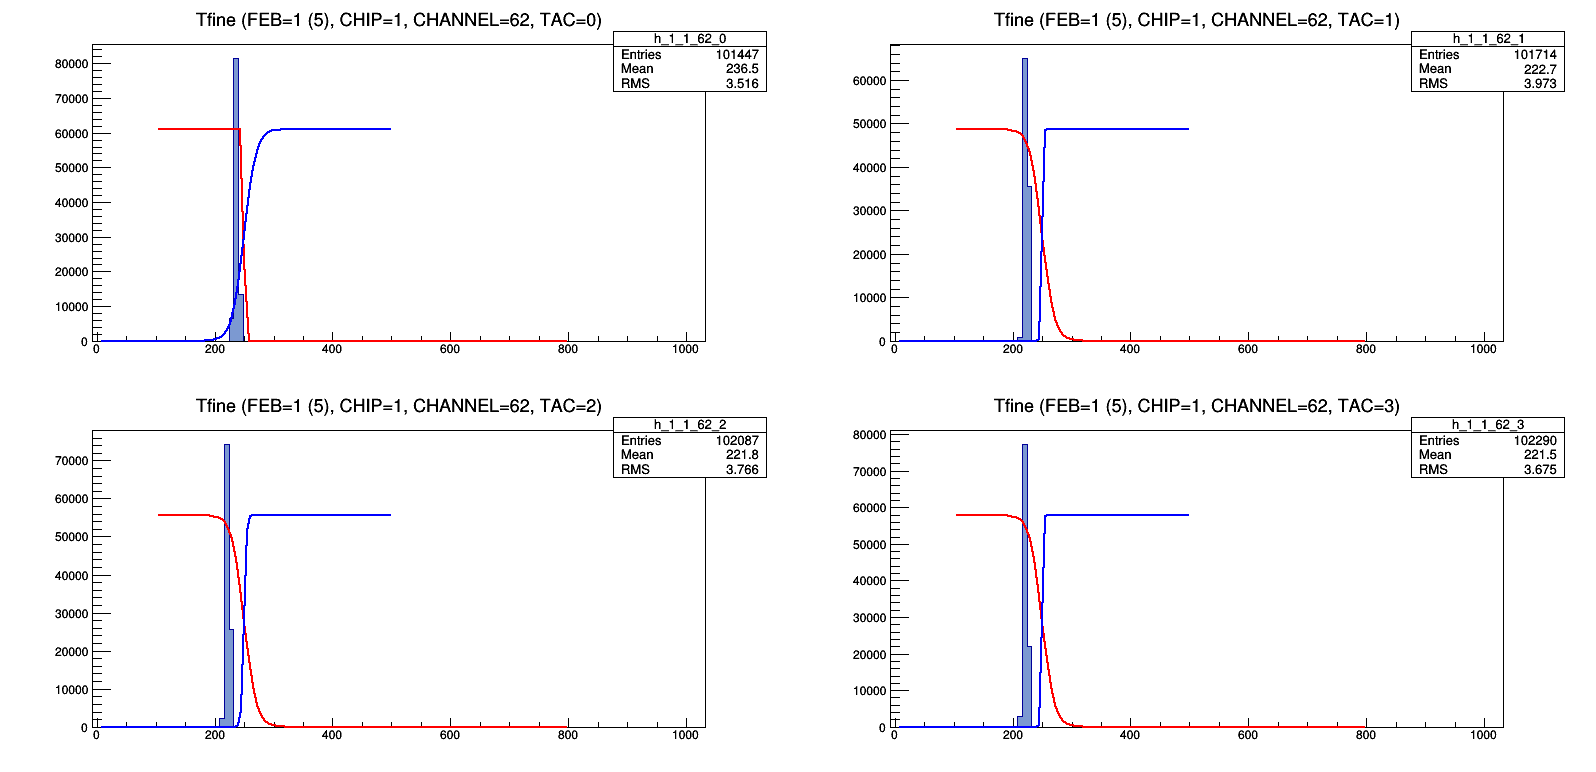 Tfine (FEB=1 (5), CHIP=1, CHANNEL=62, TAC=0)
h_1_1_62_0
Entries 101447
Mean 236.5
RMS 3.516
80000
70000
60000
50000
40000
30000
20000
10000
0
0 200 400 600 800 1000
Tfine (FEB=1 (5), CHIP=1, CHANNEL=62, TAC=1)
h_1_1_62_1
Entries 101714
Mean 222.7
RMS 3.973
60000
50000
40000
30000
20000
10000
0
0 200 400 600 800 1000
Tfine (FEB=1 (5), CHIP=1, CHANNEL=62, TAC=2)
h_1_1_62_2
Entries 102087
Mean 221.8
RMS 3.766
70000
60000
50000
40000
30000
20000
10000
0
0 200 400 600 800 1000
Tfine (FEB=1 (5), CHIP=1, CHANNEL=62, TAC=3)
h_1_1_62_3
Entries 102290
Mean 221.5
RMS 3.675
80000
70000
60000
50000
40000
30000
20000
10000
0
0 200 400 600 800 1000